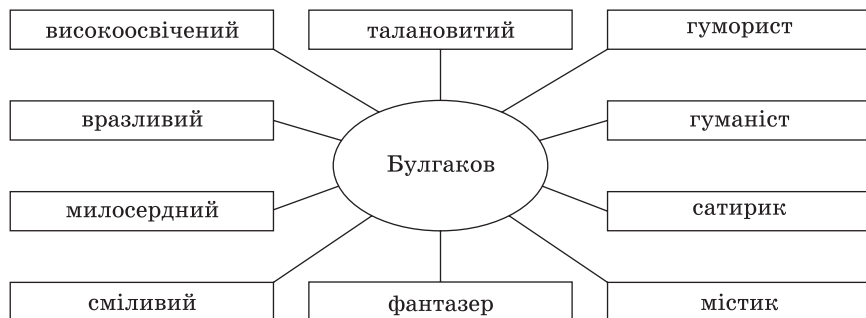 високоосвічений
талановитий
гуморист
вразливий
гуманіст
Булгаков
милосердний
сатирик
сміливий
фантазер
містик